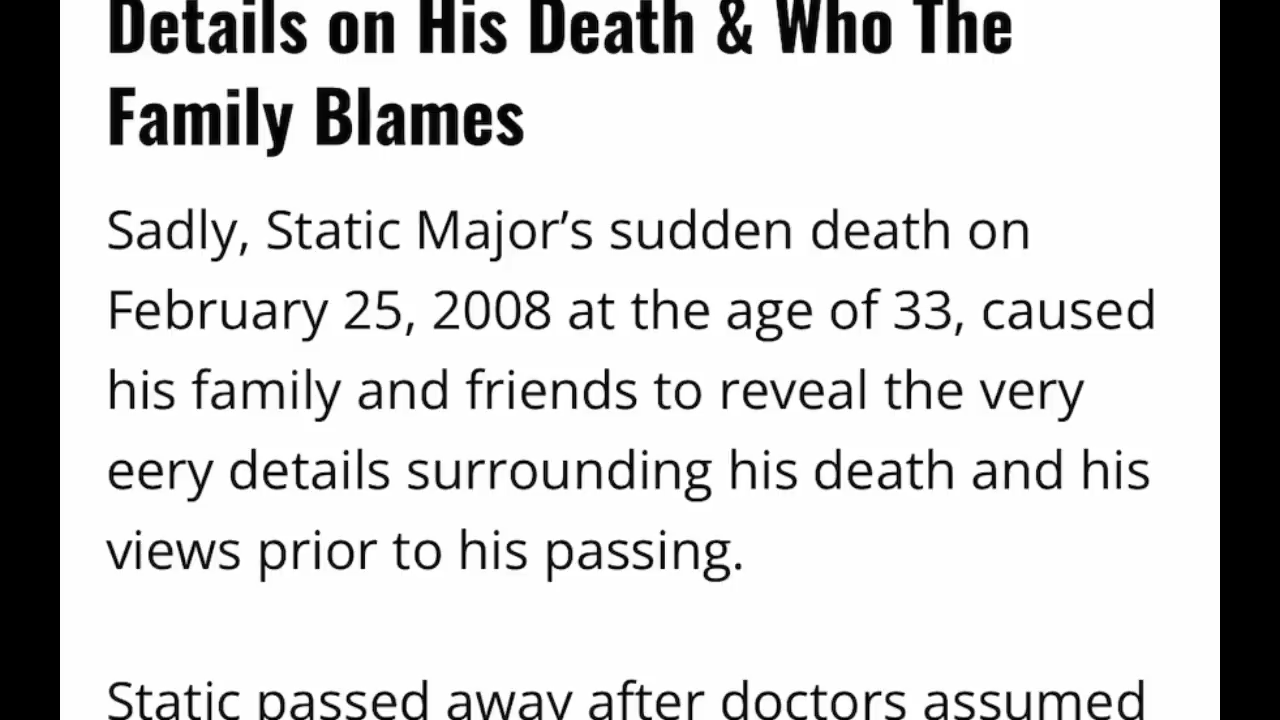 Details on His Death & Who The
Family Blames
Sadly, Static Major’s sudden death on
February 25, 2008 at the age of 33, caused
his family and friends to reveal the very
eery details surrounding his death and his
views prior to his passing.
Static passed away after doctors assumed